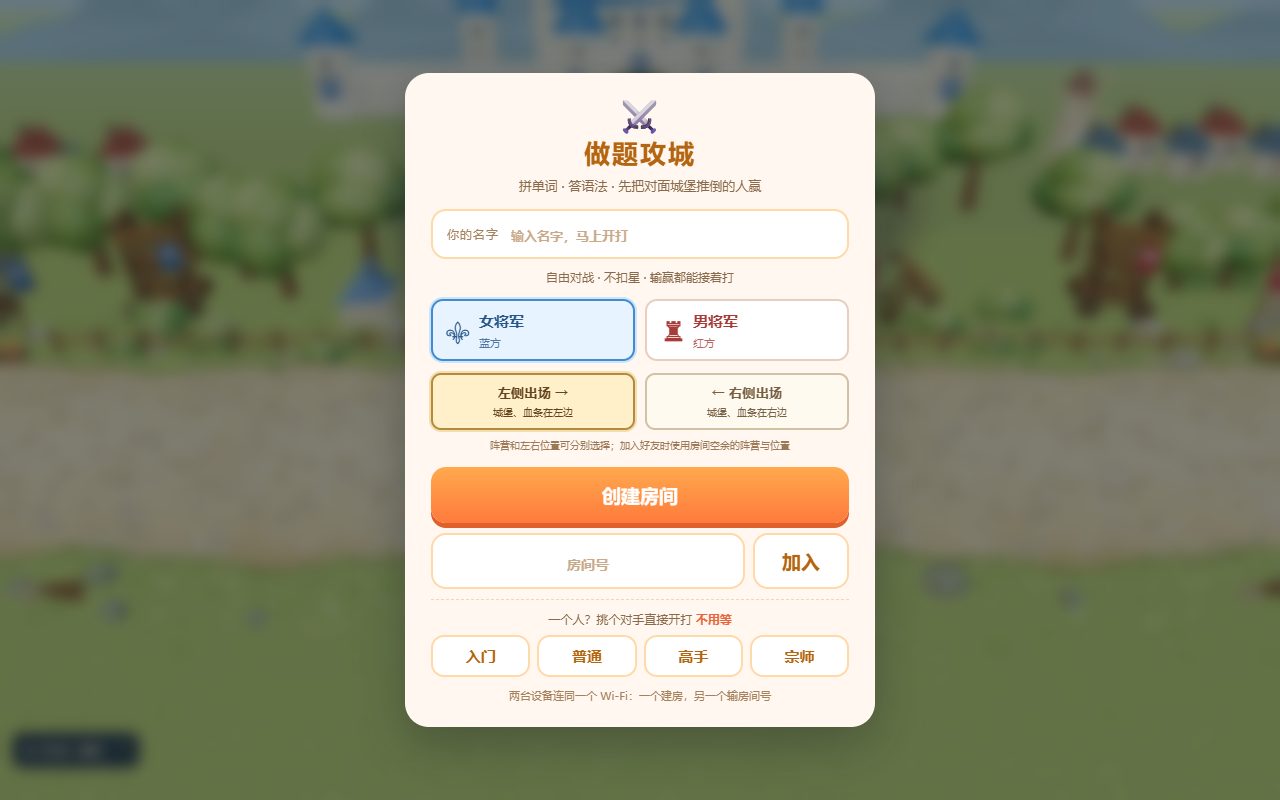 做题攻城
拼单词 · 答语法 · 先把对面城堡推倒的人赢
你的名字 输入名字，马上开打
自由对战 · 不扣星 · 输赢都能接着打
女将军
蓝方
男将军
红方
左侧出场 →
城堡、血条在左边
← 右侧出场
城堡、血条在右边
阵营和左右位置可分别选择；加入好友时使用房间空余的阵营与位置
创建房间
房间号
加入
一个人？挑个对手直接开打 不用等
入门
普通
高手
宗师
两台设备连同一个 Wi-Fi：一个建房，另一个输房间号